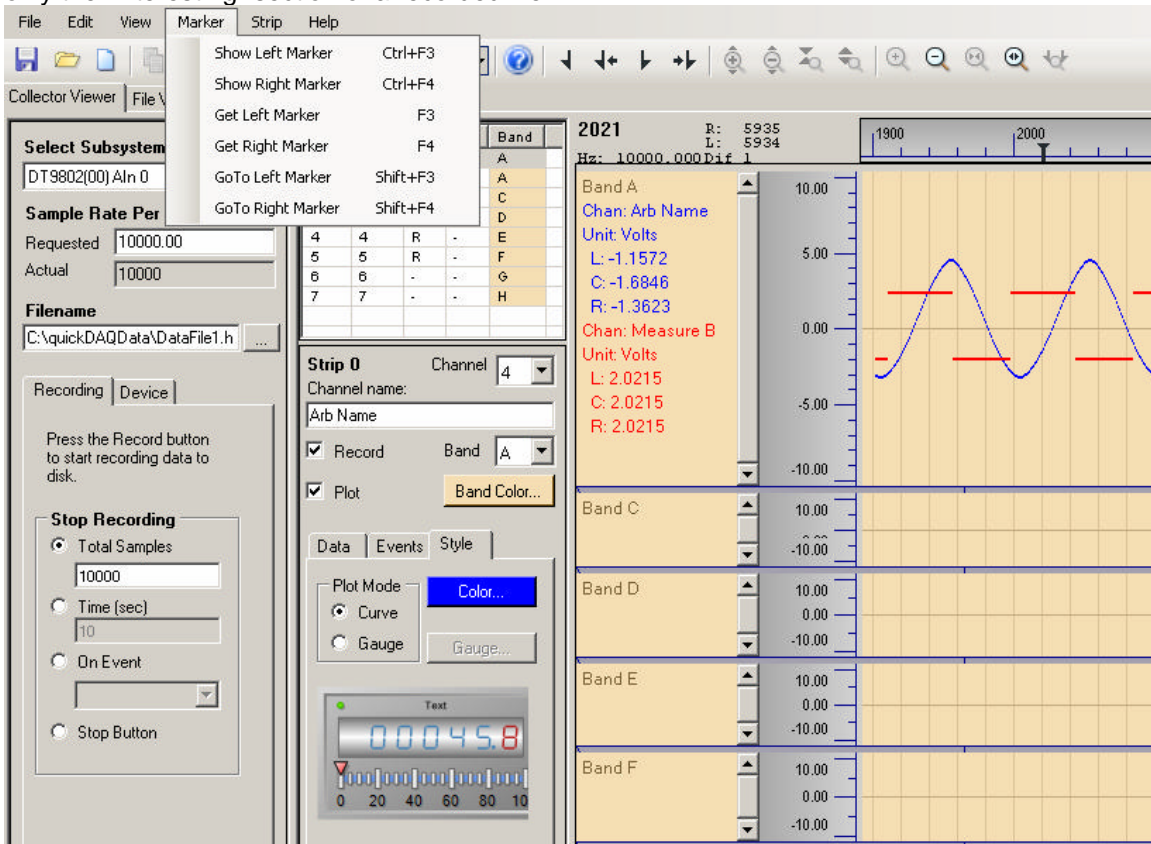 File Edit View Marker Strip Help
Show Left Marker Ctrl+F3
Show Right Marker Ctrl+F4
Get Left Marker F3
Get Right Marker F4
GoTo Left Marker Shift+F3
GoTo Right Marker Shift+F4
Collector Viewer File V
Select Subsystem
DT9802(00) AIn 0
Sample Rate Per
Requested 10000.00
Actual 10000
Filename
C:\quickDAQData\DataFile1.h ...
Recording Device
Press the Record button
to start recording data to
disk.
Stop Recording
Total Samples
10000
Time (sec)
10
On Event
Stop Button
Band
A
A
C
D
4 4 R - E
5 5 R - F
6 6 - - G
7 7 - - H
Strip 0 Channel 4
Channel name:
Arb Name
Record Band A
Plot Band Color...
Data Events Style
Plot Mode Color...
Curve
Gauge Gauge...
Text
0 0 0 4 5. 8
0 20 40 60 80 10
2021 R: 5935
L: 5934
Hz: 10000.000Dif 1
1900 2000
Band A
Chan: Arb Name
Unit: Volts
L: -1.1572
C: -1.6846
R: -1.3623
Chan: Measure B
Unit: Volts
L: 2.0215
C: 2.0215
R: 2.0215
10.00
5.00
0.00
-5.00
-10.00
Band C
10.00
-10.00
Band D
10.00
0.00
-10.00
Band E
10.00
0.00
-10.00
Band F
10.00
0.00
-10.00